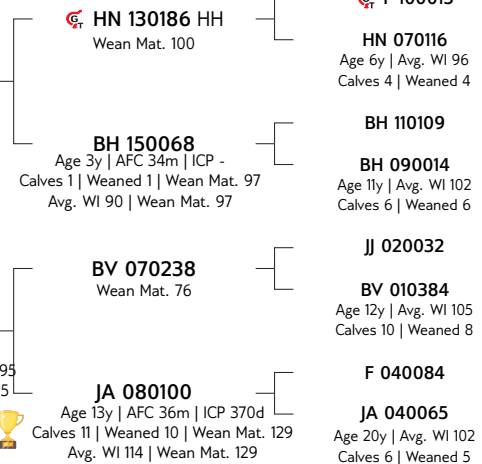 HN 130186 HH
Wean Mat. 100
HN 070116
Age 6y | Avg. WI 96
Calves 4 | Weaned 4
BH 150068
Age 3y | AFC 34m | ICP -
Calves 1 | Weaned 1 | Wean Mat. 97
Avg. WI 90 | Wean Mat. 97
BH 110109
BH 090014
Age 11y | Avg. WI 102
Calves 6 | Weaned 6
BV 070238
Wean Mat. 76
JJ 020032
BV 010384
Age 12y | Avg. WI 105
Calves 10 | Weaned 8
95
5
JA 080100
Age 13y | AFC 36m | ICP 370d
Calves 11 | Weaned 10 | Wean Mat. 129
Avg. WI 114 | Wean Mat. 129
F 040084
JA 040065
Age 20y | Avg. WI 102
Calves 6 | Weaned 5